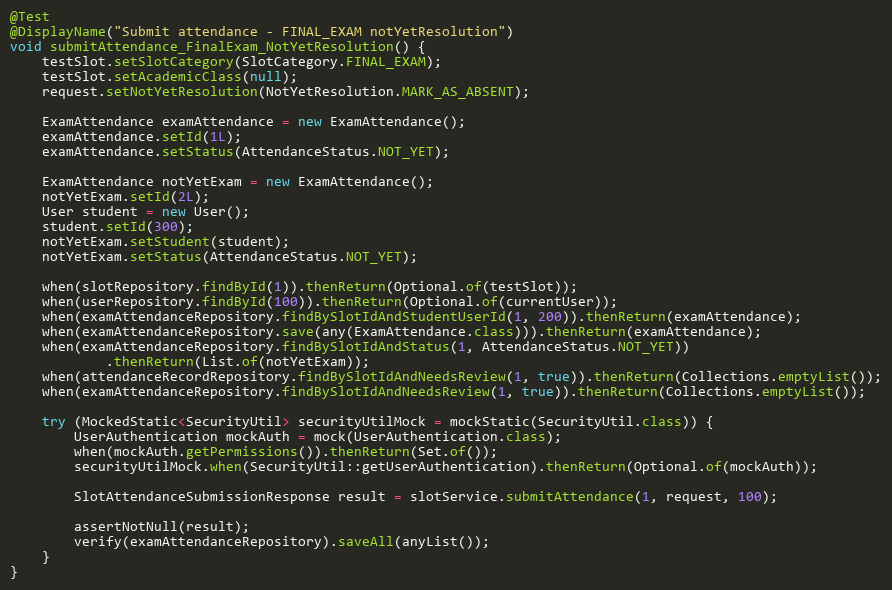 @Test
@DisplayName("Submit attendance - FINAL_EXAM notYetResolution")
void submitAttendance_FinalExam_NotYetResolution() {
    testSlot.setSlotCategory(SlotCategory.FINAL_EXAM);
    testSlot.setAcademicClass(null);
    request.setNotYetResolution(NotYetResolution.MARK_AS_ABSENT);

    ExamAttendance examAttendance = new ExamAttendance();
    examAttendance.setId(1L);
    examAttendance.setStatus(AttendanceStatus.NOT_YET);

    ExamAttendance notYetExam = new ExamAttendance();
    notYetExam.setId(2L);
    User student = new User();
    student.setId(300);
    notYetExam.setStudent(student);
    notYetExam.setStatus(AttendanceStatus.NOT_YET);

    when(slotRepository.findById(1)).thenReturn(Optional.of(testSlot));
    when(userRepository.findById(100)).thenReturn(Optional.of(currentUser));
    when(examAttendanceRepository.findBySlotIdAndStudentUserId(1, 200)).thenReturn(examAttendance);
    when(examAttendanceRepository.save(any(ExamAttendance.class))).thenReturn(examAttendance);
    when(examAttendanceRepository.findBySlotIdAndStatus(1, AttendanceStatus.NOT_YET))
            .thenReturn(List.of(notYetExam));
    when(attendanceRecordRepository.findBySlotIdAndNeedsReview(1, true)).thenReturn(Collections.emptyList());
    when(examAttendanceRepository.findBySlotIdAndNeedsReview(1, true)).thenReturn(Collections.emptyList());

    try (MockedStatic<SecurityUtil> securityUtilMock = mockStatic(SecurityUtil.class)) {
        UserAuthentication mockAuth = mock(UserAuthentication.class);
        when(mockAuth.getPermissions()).thenReturn(Set.of());
        securityUtilMock.when(SecurityUtil::getUserAuthentication).thenReturn(Optional.of(mockAuth));

        SlotAttendanceSubmissionResponse result = slotService.submitAttendance(1, request, 100);

        assertNotNull(result);
        verify(examAttendanceRepository).saveAll(anyList());
    }
}